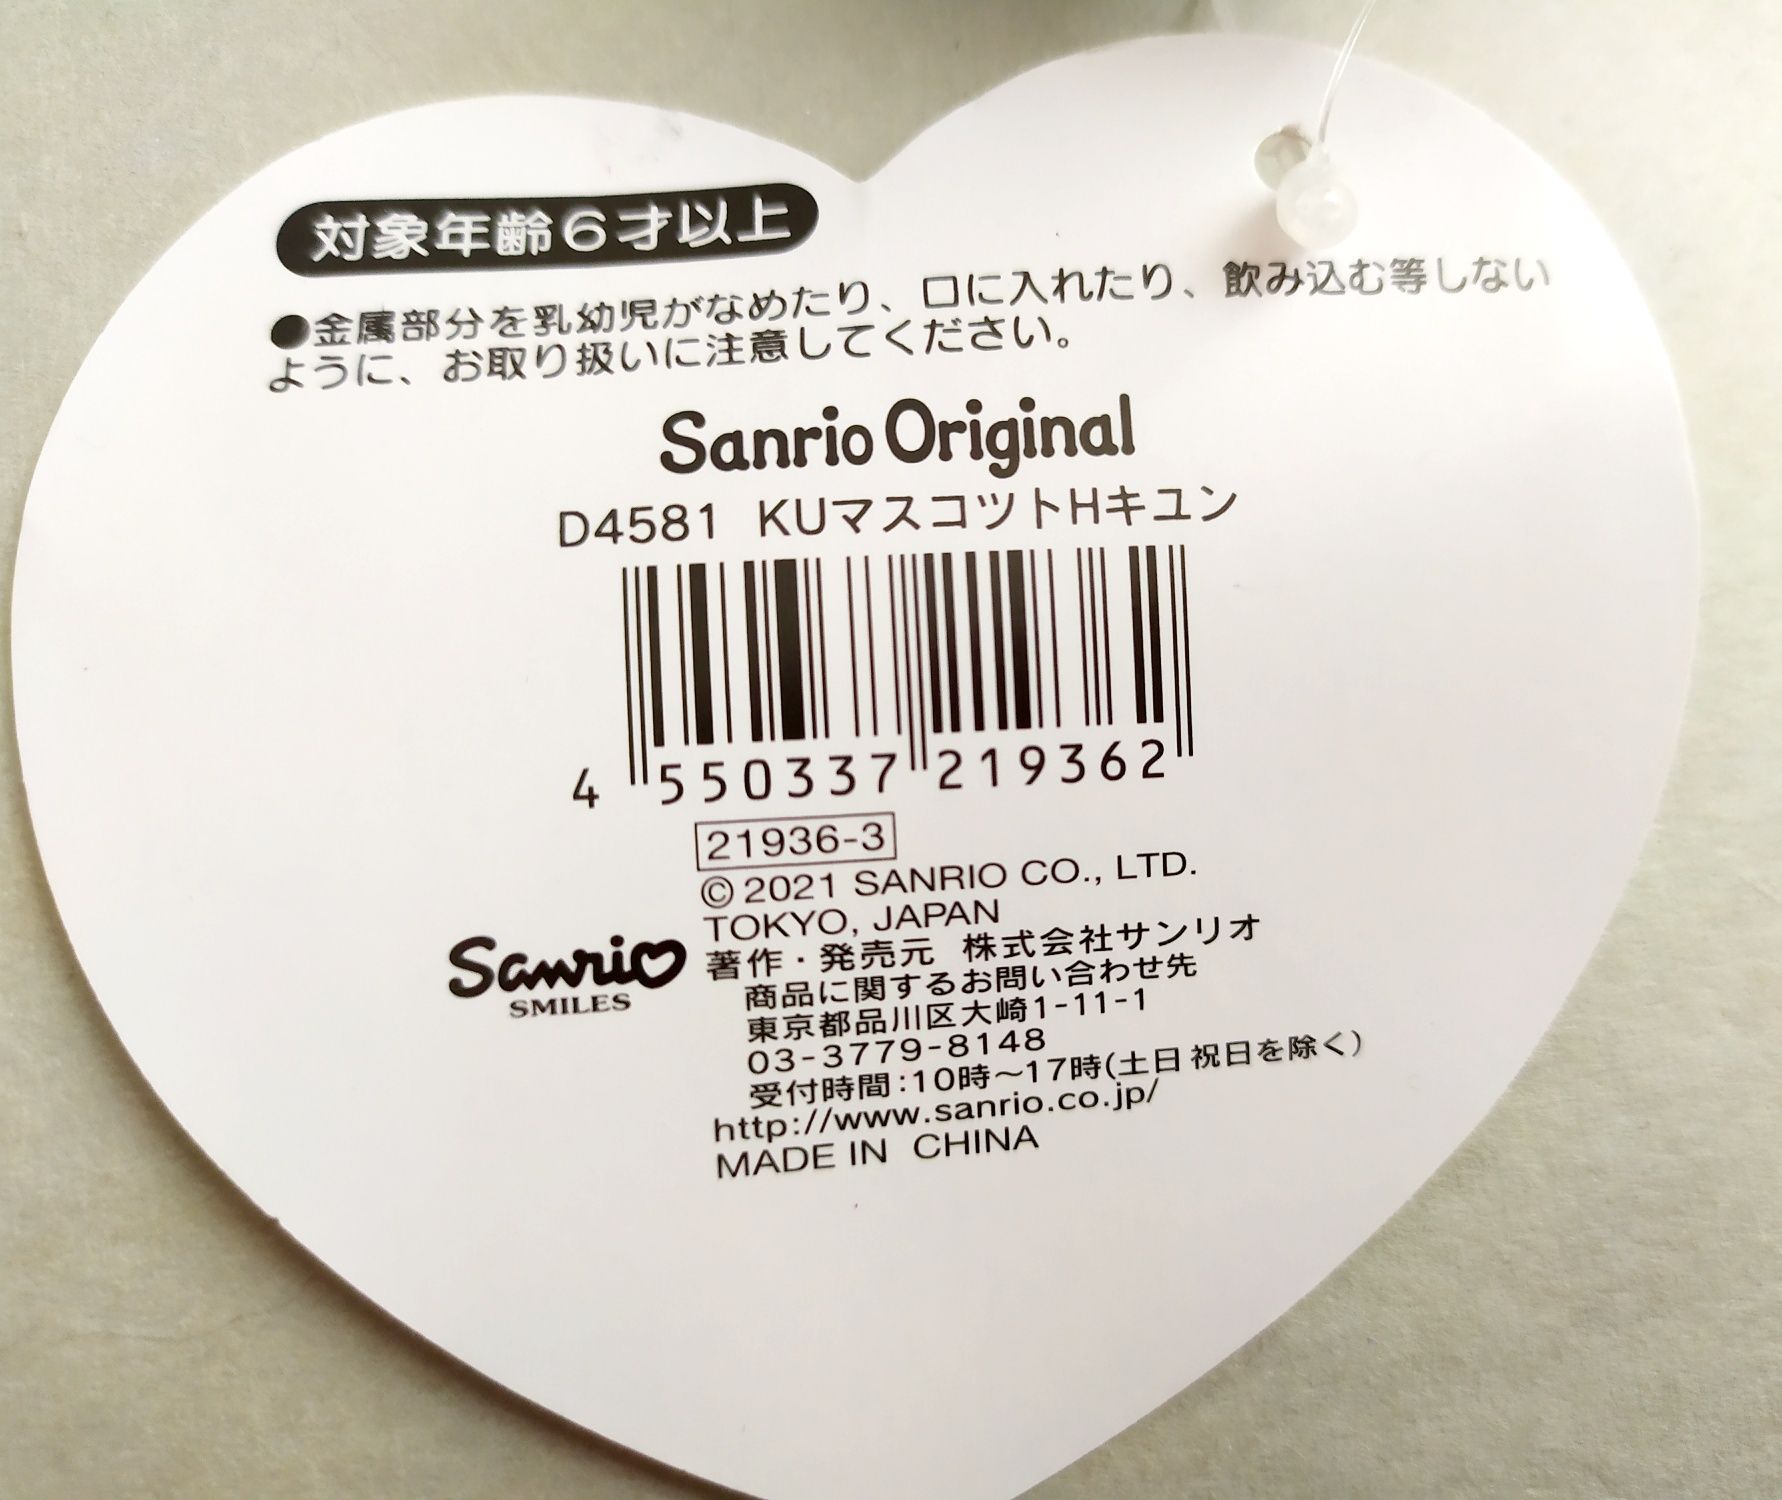 対象年齢6才以上
●金属部分を乳幼児がなめたり、口に入れたり、飲み込む等しない
ように、お取り扱いに注意してください。
Sanrio Original
D4581 KUマスコツトHキユン
4 550337 219362
21936-3
© 2021 SANRIO CO., LTD.
TOKYO, JAPAN
Sanrio
SMILES
著作・発売元 株式会社サンリオ
商品に関するお問い合わせ先
東京都品川区大崎1-11-1
03-3779-8148
受付時間:10時～17時(土日 祝日を除く)
http://www.sanrio.co.jp/
MADE IN CHINA